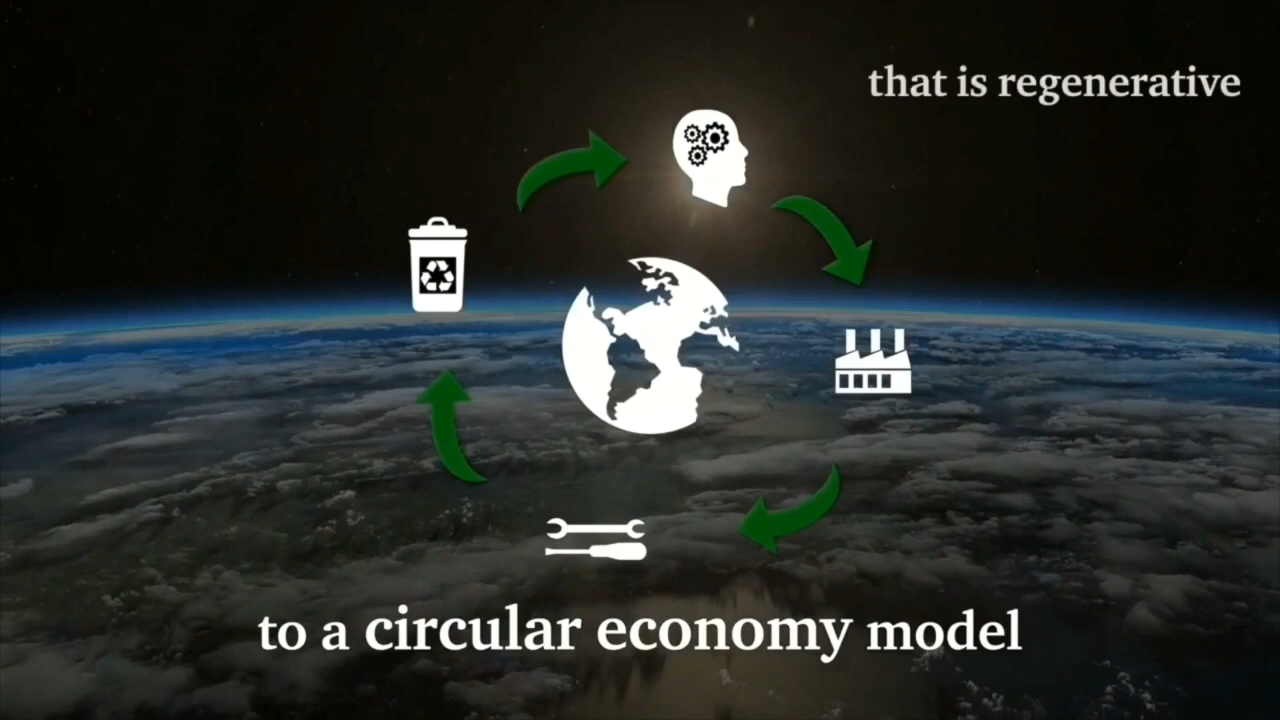 that is regenerative
to a circular economy model